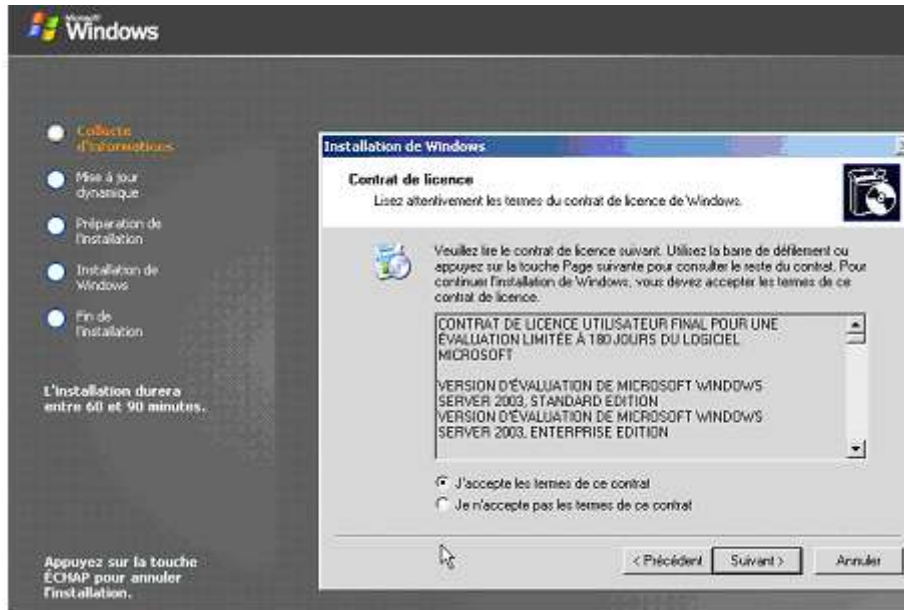 Microsoft
Windows
Collecte
d'informations
Mise à jour
dynamique
Préparation de
l'installation
Installation de
Windows
Fin de
l'installation
L'installation durera
entre 60 et 90 minutes.
Appuyez sur la touche
ÉCHAP pour annuler
l'installation.
Installation de Windows
Contrat de licence
Lisez attentivement les termes du contrat de licence de Windows.
Veuillez lire le contrat de licence suivant. Utilisez la barre de défilement ou
appuyez sur la touche Page suivante pour consulter le reste du contrat. Pour
continuer l'installation de Windows, vous devez accepter les termes de ce
contrat de licence.
CONTRAT DE LICENCE UTILISATEUR FINAL POUR UNE
ÉVALUATION LIMITÉE À 180 JOURS DU LOGICIEL
MICROSOFT
VERSION D'ÉVALUATION DE MICROSOFT WINDOWS
SERVER 2003, STANDARD EDITION
VERSION D'ÉVALUATION DE MICROSOFT WINDOWS
SERVER 2003, ENTERPRISE EDITION
J'accepte les termes de ce contrat
Je n'accepte pas les termes de ce contrat
< Précédent Suivant > Annuler